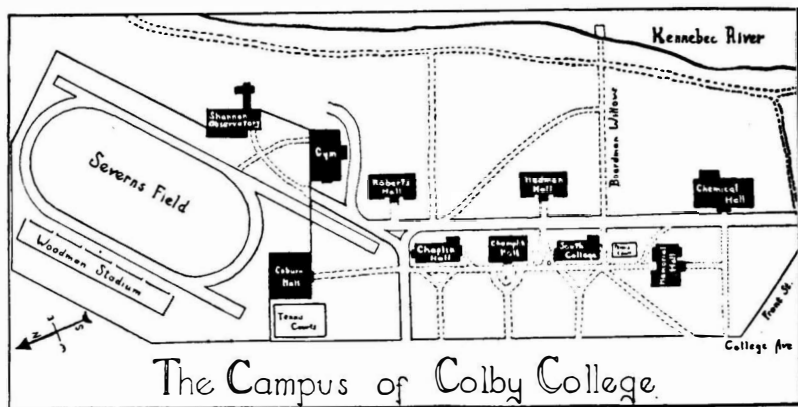 Kennebec River
Shannon
Observatory
Gym
Severns Field
Woodman Stadium
Roberts
Hall
Hedman
Hall
Boardman Willows
Chemical
Hall
Chaplin
Hall
Champlin
Hall
South
College
Tennis
Court
Memorial
Hall
Coburn
Hall
Tennis
Courts
Front St.
College Ave
N
S
The Campus of Colby College